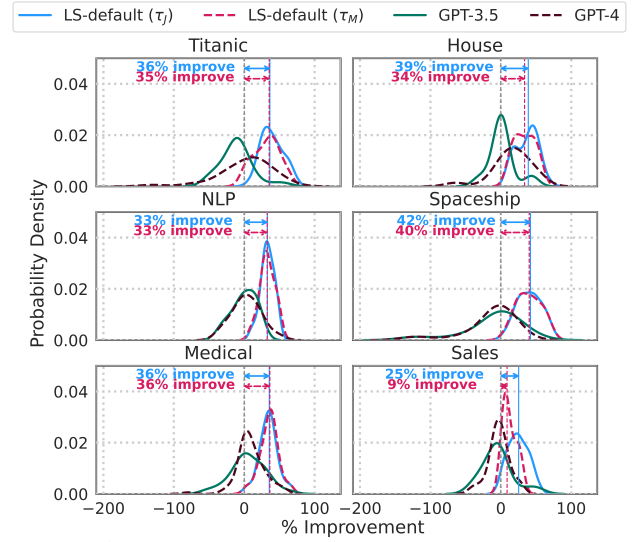 LS-default (τ_J) LS-default (τ_M) GPT-3.5 GPT-4
Titanic House
36% improve 39% improve
35% improve 34% improve
0.04
0.02
0.00
NLP Spaceship
33% improve 42% improve
33% improve 40% improve
0.04
0.02
0.00
Medical Sales
36% improve 25% improve
36% improve 9% improve
0.04
0.02
0.00
−200 −100 0 100 −200 −100 0 100
Probability Density
% Improvement